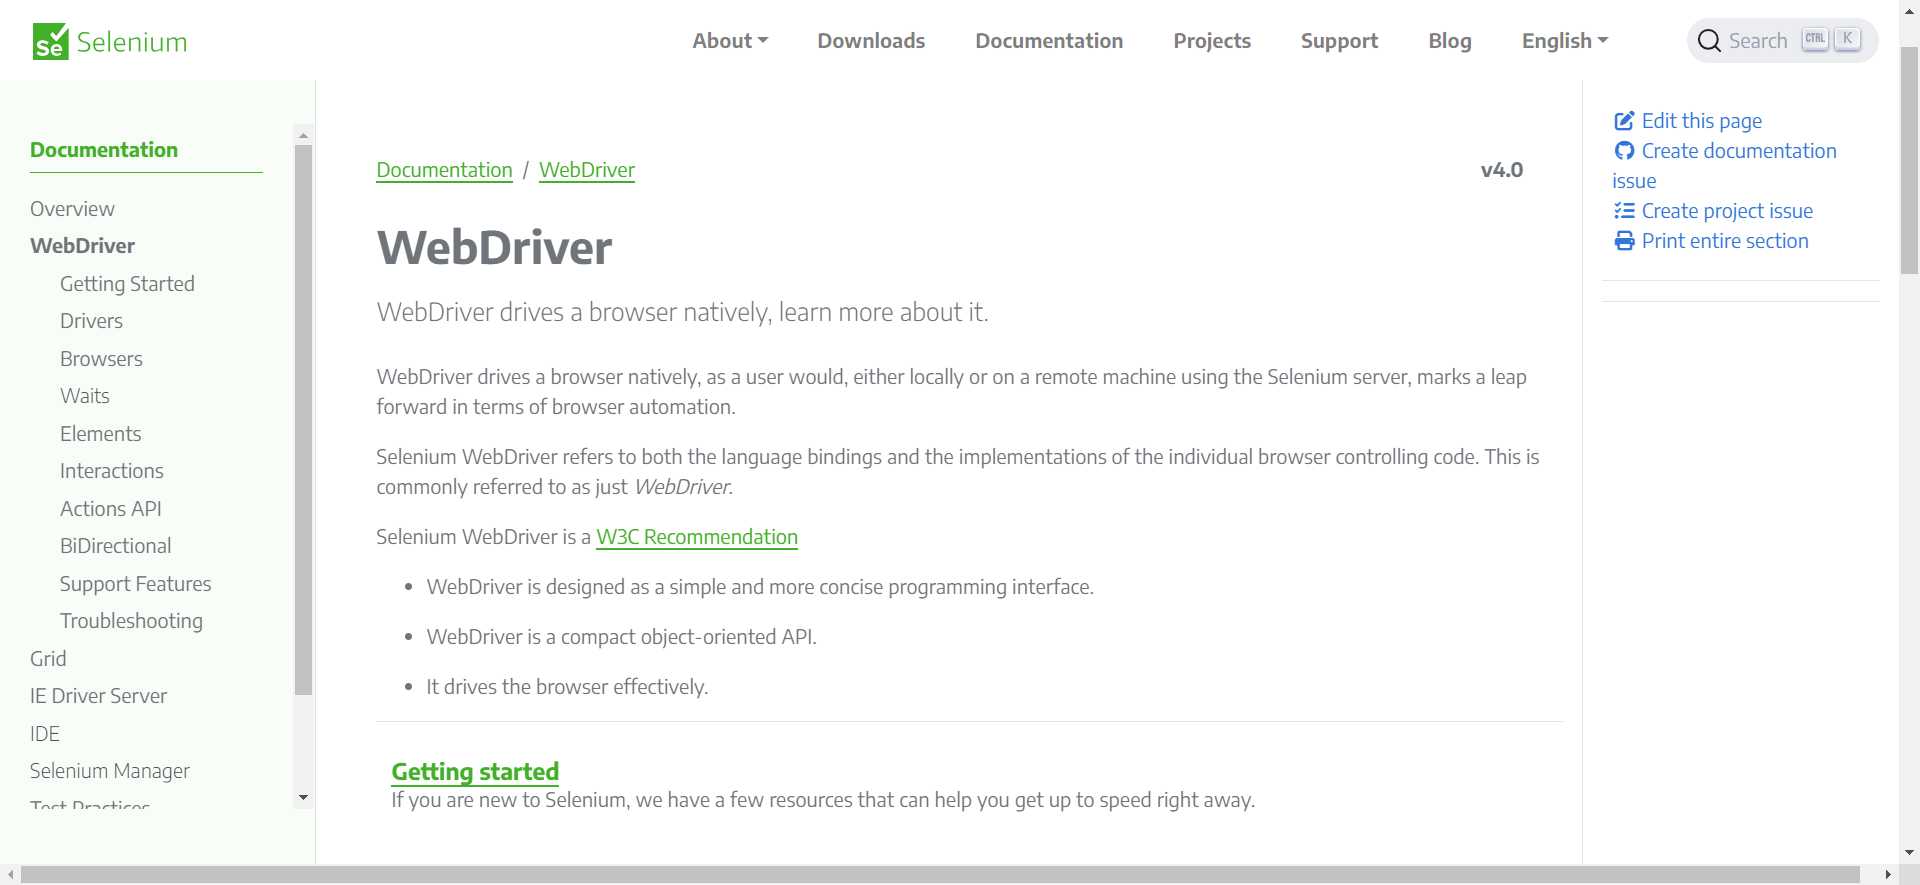 Selenium
About
Downloads
Documentation
Projects
Support
Blog
English
Search CTRL K
Documentation
Overview
WebDriver
Getting Started
Drivers
Browsers
Waits
Elements
Interactions
Actions API
BiDirectional
Support Features
Troubleshooting
Grid
IE Driver Server
IDE
Selenium Manager
Test Practices
Documentation / WebDriver
v4.0
WebDriver
WebDriver drives a browser natively, learn more about it.
WebDriver drives a browser natively, as a user would, either locally or on a remote machine using the Selenium server, marks a leap
forward in terms of browser automation.
Selenium WebDriver refers to both the language bindings and the implementations of the individual browser controlling code. This is
commonly referred to as just WebDriver.
Selenium WebDriver is a W3C Recommendation
• WebDriver is designed as a simple and more concise programming interface.
• WebDriver is a compact object-oriented API.
• It drives the browser effectively.
Getting started
If you are new to Selenium, we have a few resources that can help you get up to speed right away.
Edit this page
Create documentation
issue
Create project issue
Print entire section